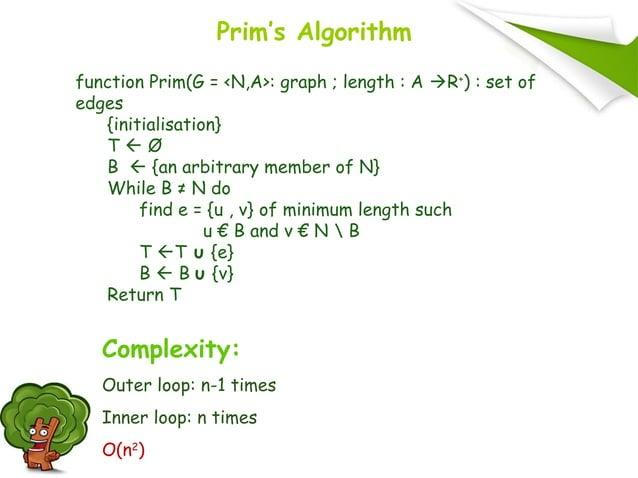 Prim's Algorithm
function Prim(G = <N,A>: graph ; length : A →R⁺) : set of
edges
{initialisation}
T ← Ø
B ← {an arbitrary member of N}
While B ≠ N do
find e = {u , v} of minimum length such
u € B and v € N \ B
T ←T ∪ {e}
B ← B ∪ {v}
Return T
Complexity:
Outer loop: n-1 times
Inner loop: n times
O(n²)